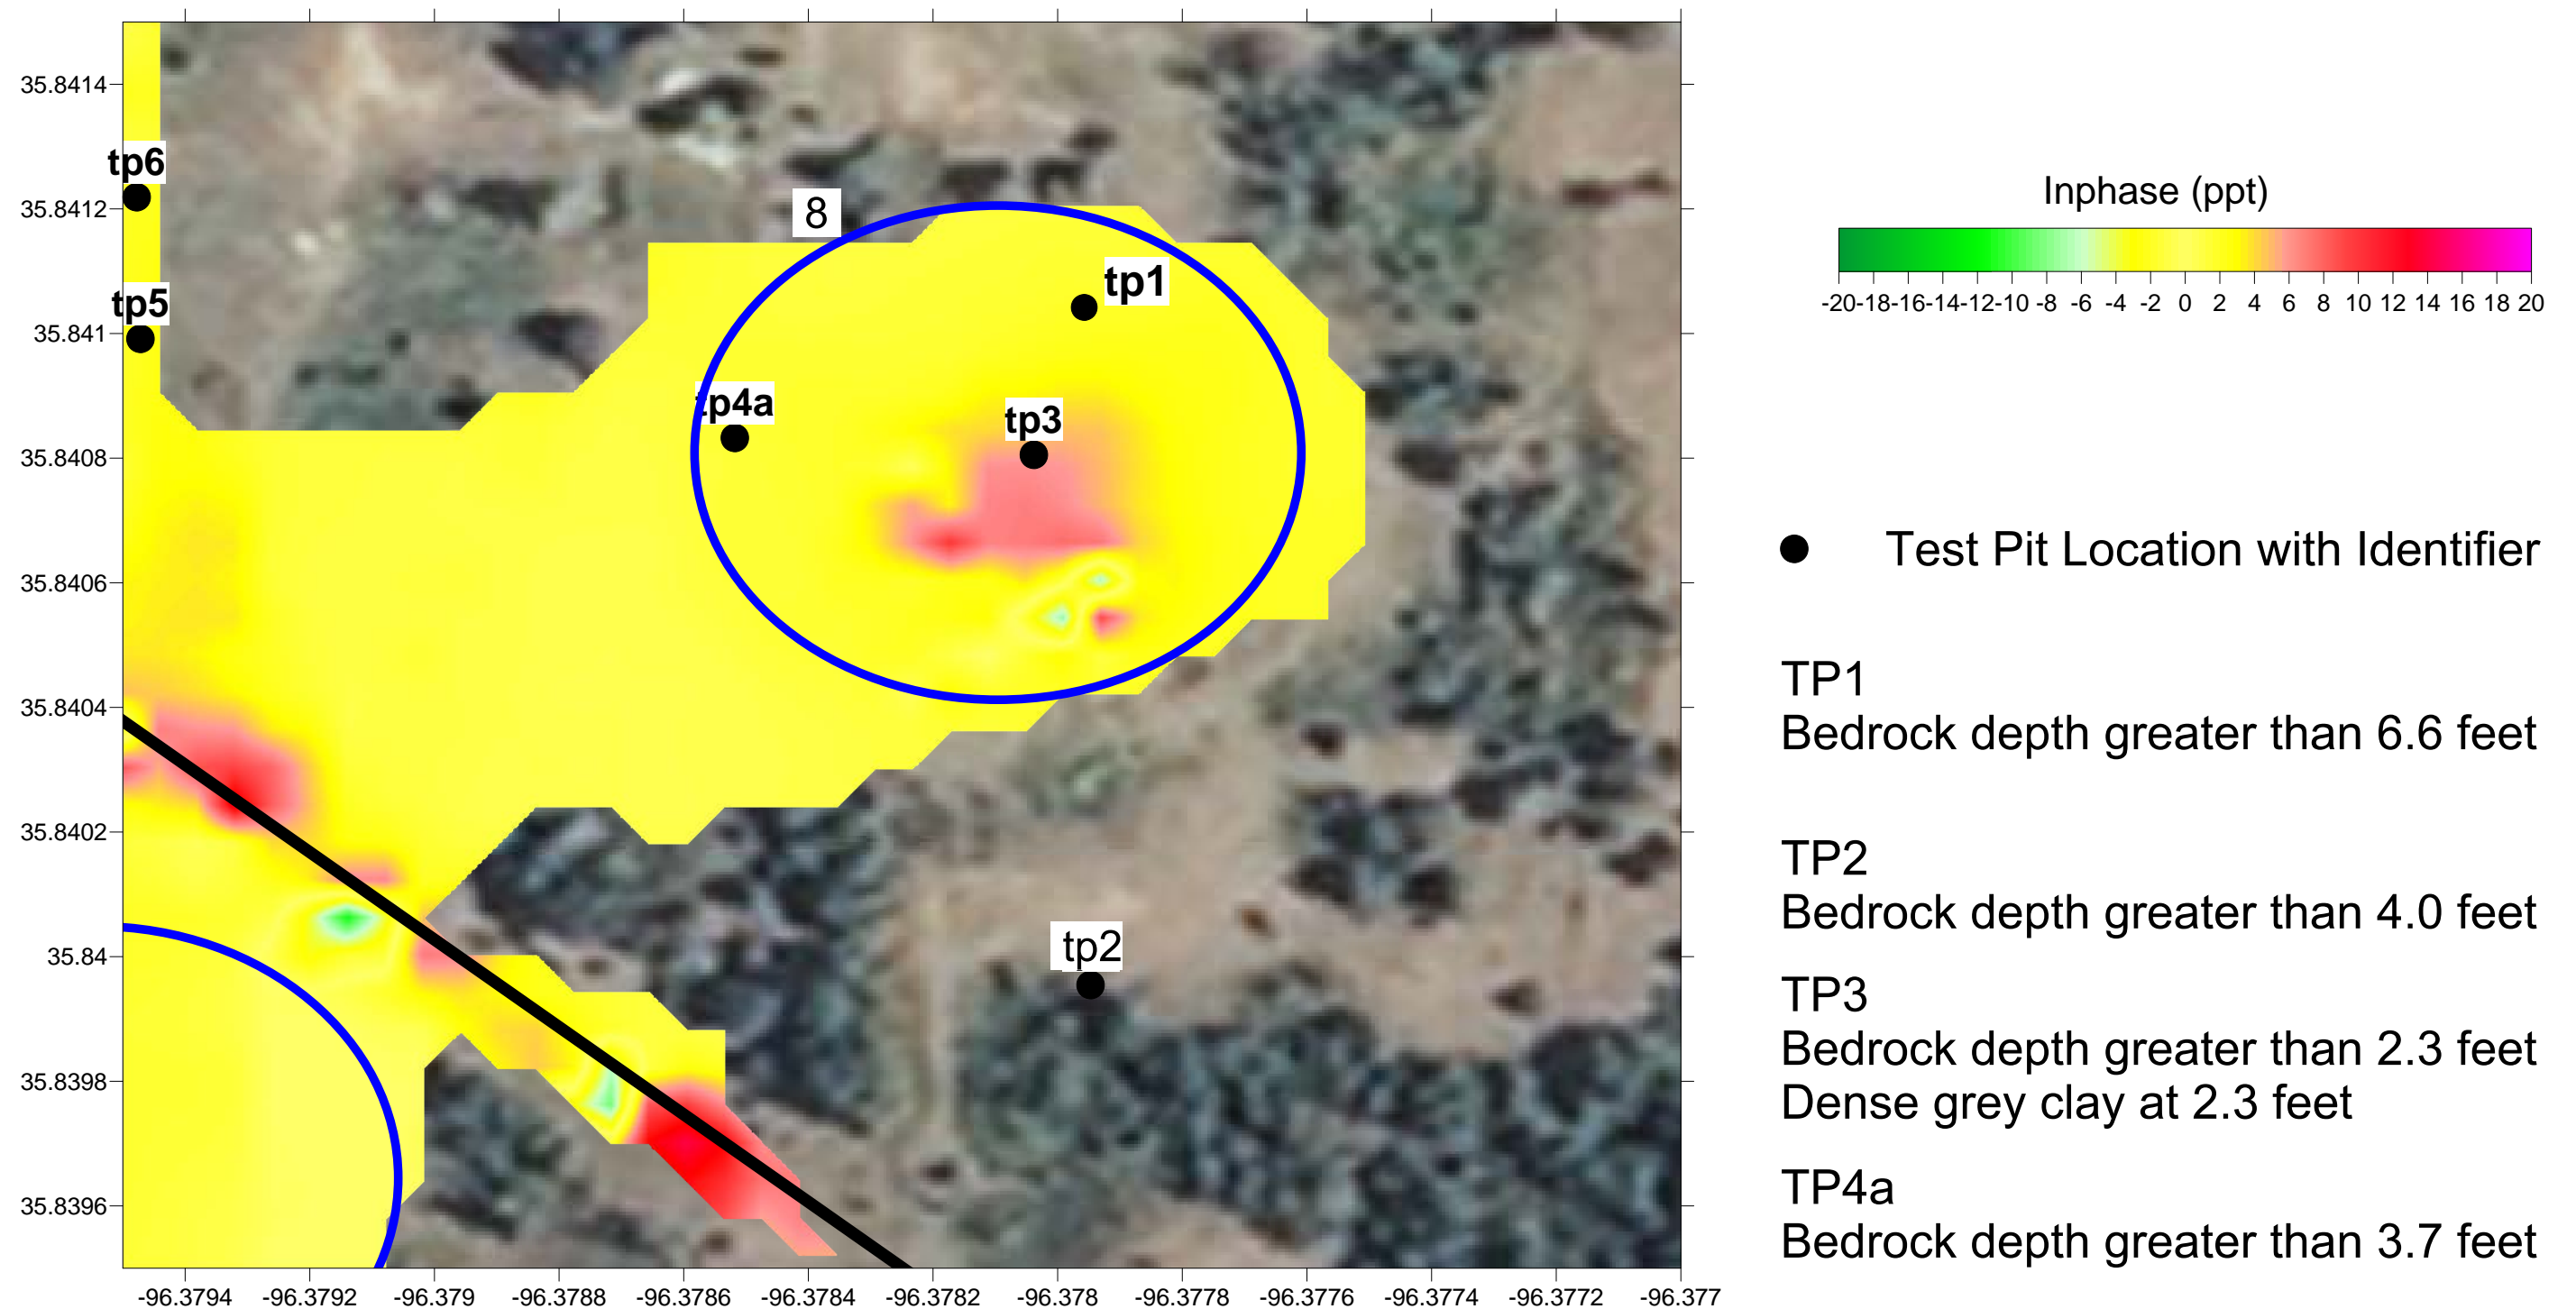 35.8414
35.8412
35.841
35.8408
35.8406
35.8404
35.8402
35.84
35.8398
35.8396
-96.3794 -96.3792 -96.379 -96.3788 -96.3786 -96.3784 -96.3782 -96.378 -96.3778 -96.3776 -96.3774 -96.3772 -96.377
tp6
tp5
8
tp1
tp4a
tp3
tp2
Inphase (ppt)
-20 -18 -16 -14 -12 -10 -8 -6 -4 -2 0 2 4 6 8 10 12 14 16 18 20
Test Pit Location with Identifier
TP1
Bedrock depth greater than 6.6 feet
TP2
Bedrock depth greater than 4.0 feet
TP3
Bedrock depth greater than 2.3 feet
Dense grey clay at 2.3 feet
TP4a
Bedrock depth greater than 3.7 feet